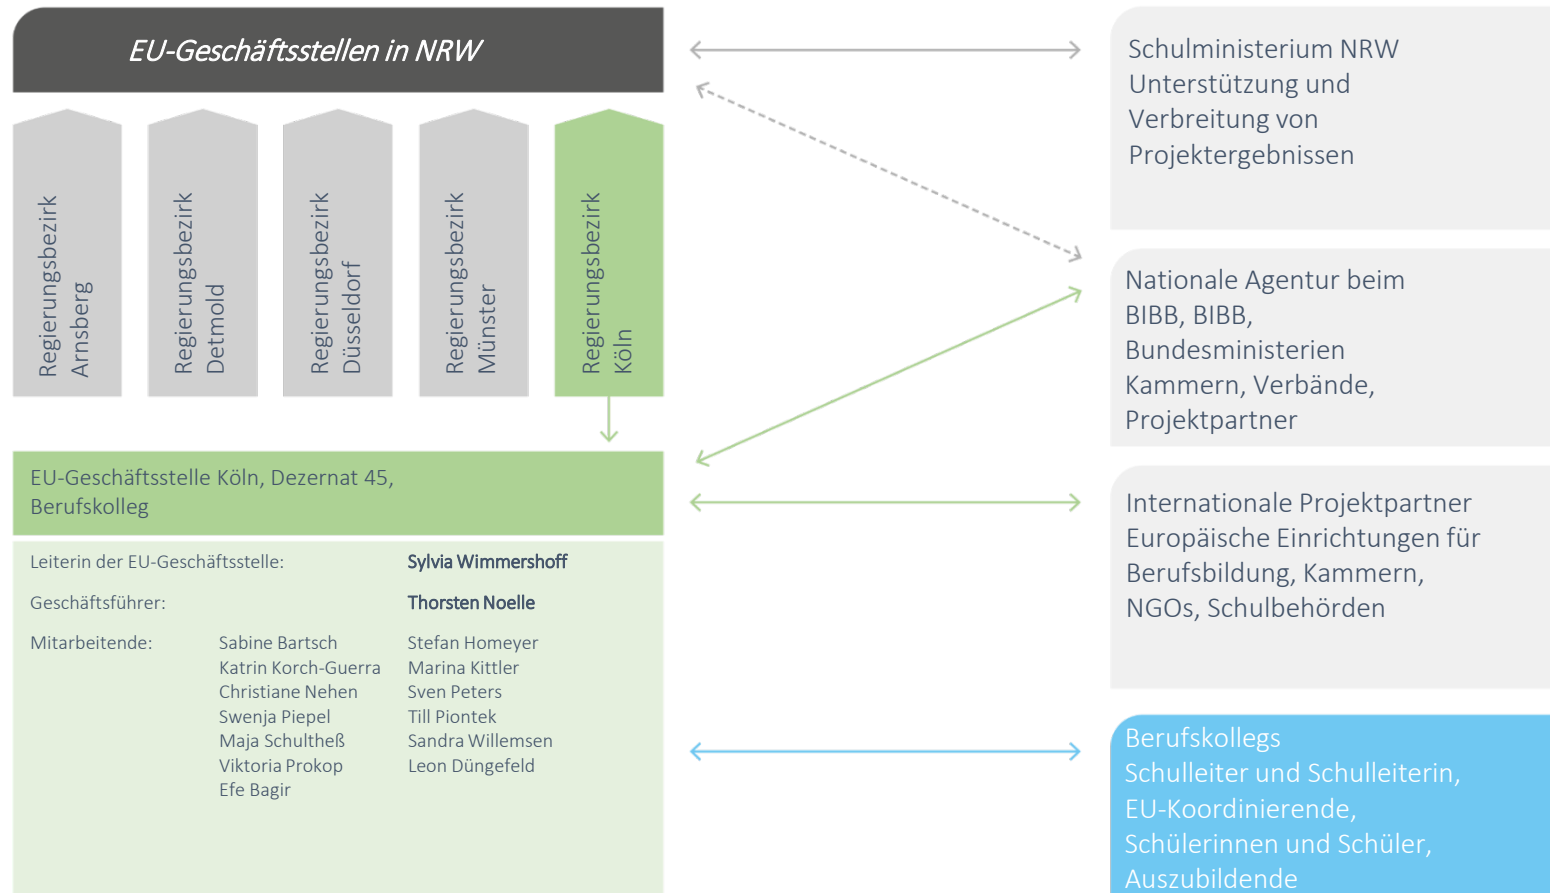 EU-Geschäftsstellen in NRW
Regierungsbezirk
Arnsberg
Regierungsbezirk
Detmold
Regierungsbezirk
Düsseldorf
Regierungsbezirk
Münster
Regierungsbezirk
Köln
EU-Geschäftsstelle Köln, Dezernat 45,
Berufskolleg
Leiterin der EU-Geschäftsstelle: Sylvia Wimmershoff
Geschäftsführer: Thorsten Noelle
Mitarbeitende: Sabine Bartsch Stefan Homeyer
Katrin Korch-Guerra Marina Kittler
Christiane Nehen Sven Peters
Swenja Piepel Till Piontek
Maja Schultheß Sandra Willemsen
Viktoria Prokop Leon Düngefeld
Efe Bagir
Schulministerium NRW
Unterstützung und
Verbreitung von
Projektergebnissen
Nationale Agentur beim
BIBB, BIBB,
Bundesministerien
Kammern, Verbände,
Projektpartner
Internationale Projektpartner
Europäische Einrichtungen für
Berufsbildung, Kammern,
NGOs, Schulbehörden
Berufskollegs
Schulleiter und Schulleiterin,
EU-Koordinierende,
Schülerinnen und Schüler,
Auszubildende